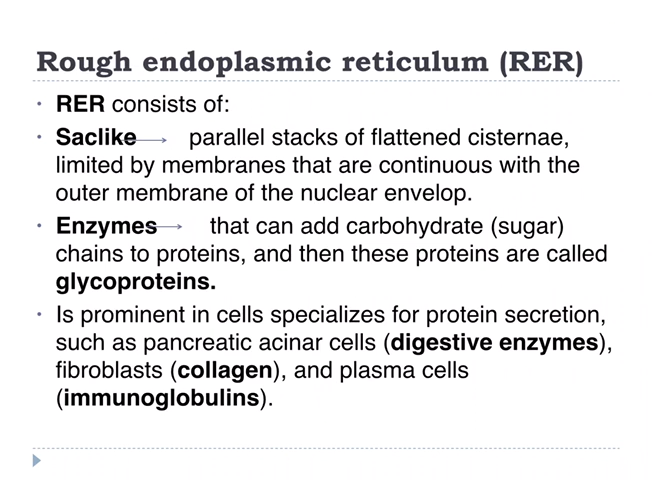 Rough endoplasmic reticulum (RER)
• RER consists of:
• Saclike → parallel stacks of flattened cisternae,
limited by membranes that are continuous with the
outer membrane of the nuclear envelop.
• Enzymes → that can add carbohydrate (sugar)
chains to proteins, and then these proteins are called
glycoproteins.
• Is prominent in cells specializes for protein secretion,
such as pancreatic acinar cells (digestive enzymes),
fibroblasts (collagen), and plasma cells
(immunoglobulins).